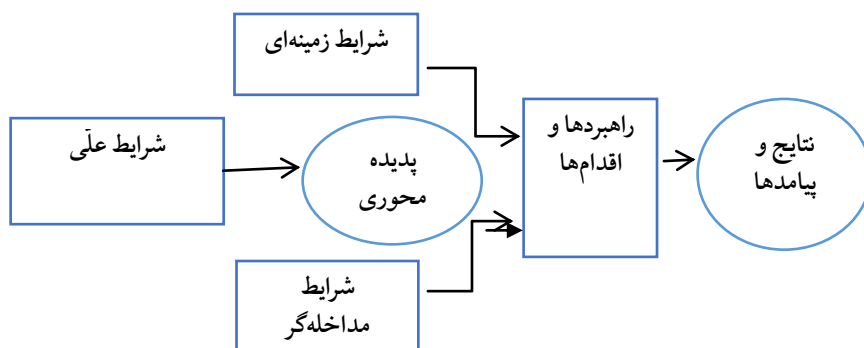 شرایط زمینه‌ای
شرایط علّی
پدیده
محوری
راهبردها و
اقدام‌ها
نتایج و
پیامدها
شرایط
مداخله‌گر